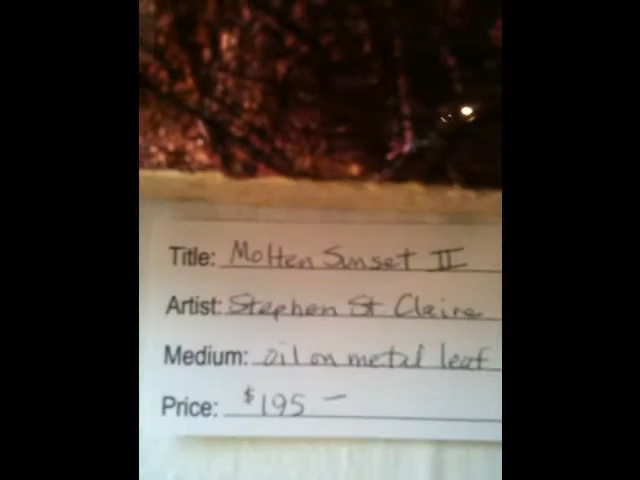 Title: Molten Sunset II
Artist: Stephen St. Claire
Medium: oil on metal leaf
Price: $195 —